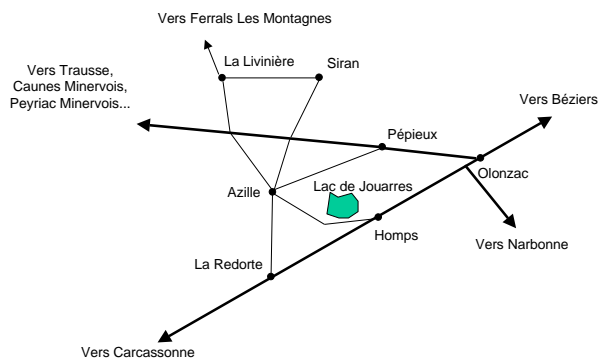 Vers Ferrals Les Montagnes
La Livinière
Siran
Vers Trausse,
Caunes Minervois,
Peyriac Minervois...
Vers Béziers
Pépieux
Olonzac
Azille
Lac de Jouarres
Homps
Vers Narbonne
La Redorte
Vers Carcassonne